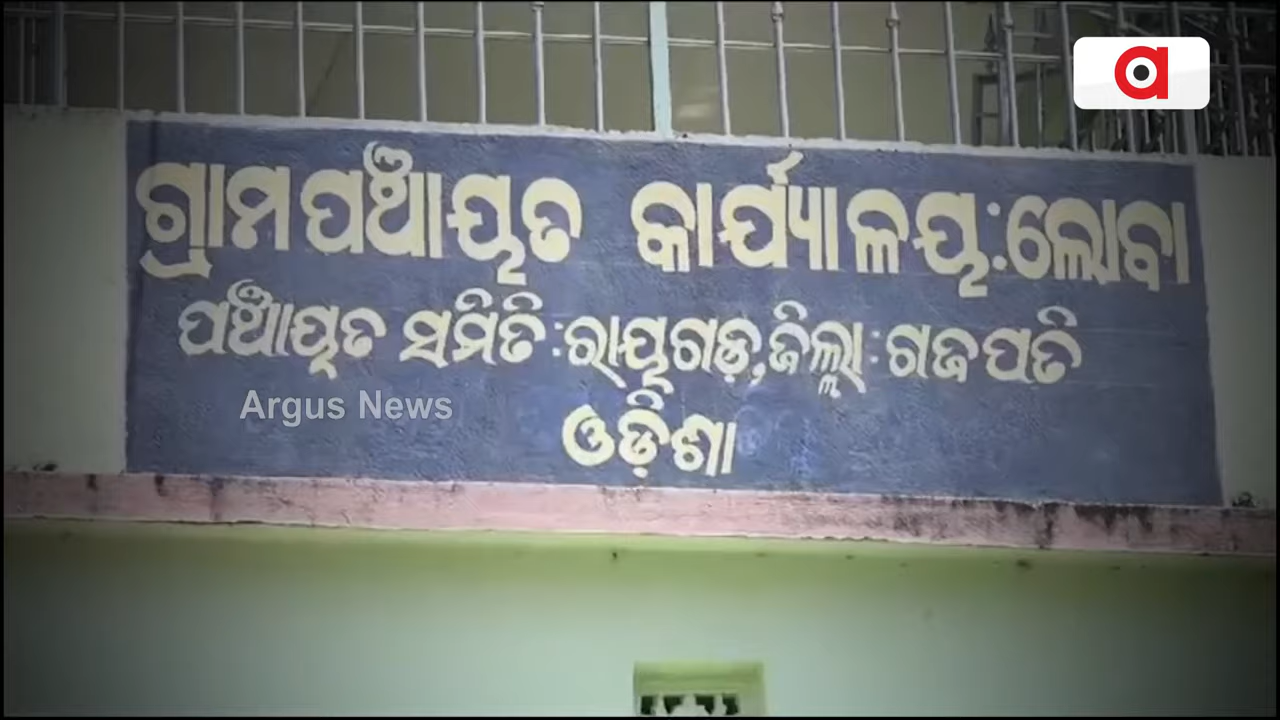 ଗ୍ରାମ ପଞ୍ଚାୟତ କାର୍ଯ୍ୟାଳୟ : ଲୋବା
ପଞ୍ଚାୟତ ସମିତି : ରାୟଗଡ଼, ଜିଲ୍ଲା : ଗଜପତି
Argus News
ଓଡ଼ିଶା